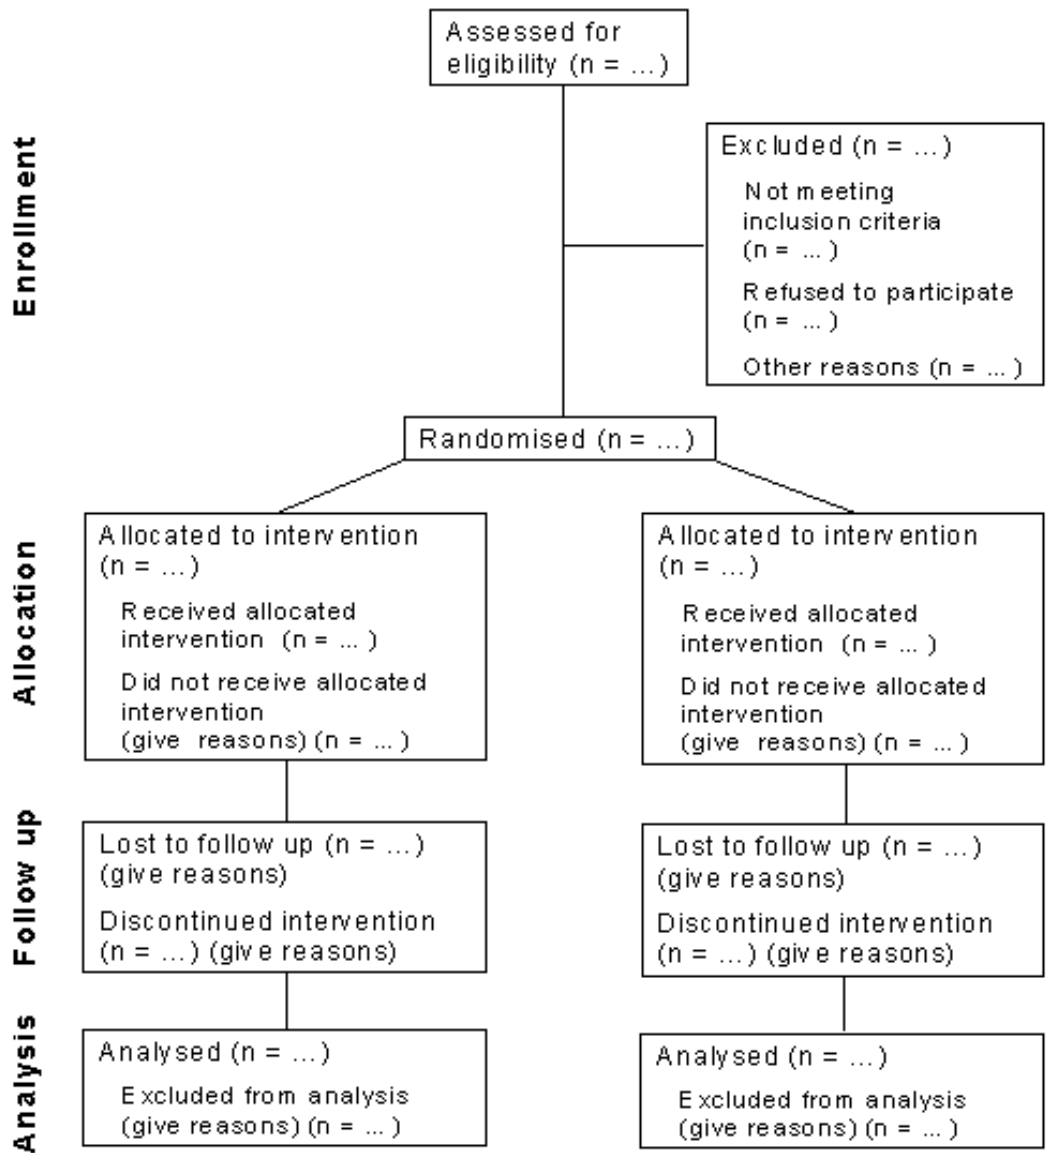 Assessed for
eligibility (n = ...)
Enrollment
Excluded (n = ...)
Not meeting
inclusion criteria
(n = ... )
Refused to participate
(n = ... )
Other reasons (n = ... )
Randomised (n = ...)
Allocation
Allocated to intervention
(n = ...)
Received allocated
intervention (n = ... )
Did not receive allocated
intervention
(give reasons) (n = ... )
Allocated to intervention
(n = ...)
Received allocated
intervention (n = ... )
Did not receive allocated
intervention
(give reasons) (n = ... )
Follow up
Lost to follow up (n = ...)
(give reasons)
Discontinued intervention
(n = ...) (give reasons)
Lost to follow up (n = ...)
(give reasons)
Discontinued intervention
(n = ...) (give reasons)
Analysis
Analysed (n = ...)
Excluded from analysis
(give reasons) (n = ... )
Analysed (n = ...)
Excluded from analysis
(give reasons) (n = ... )